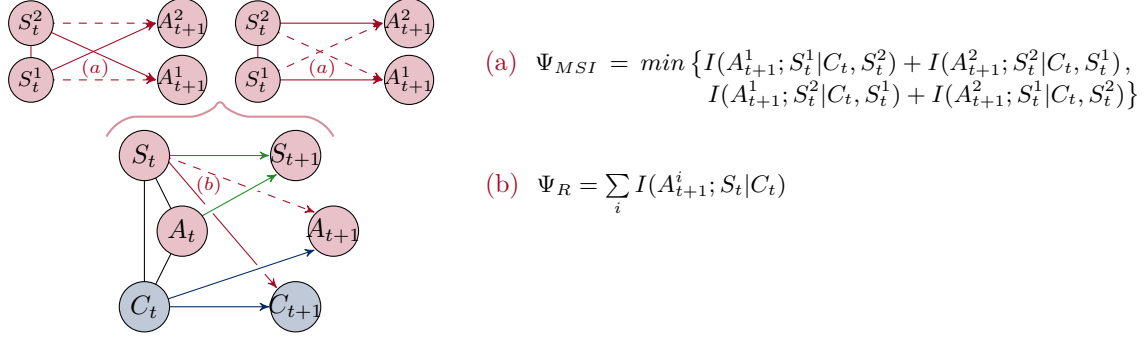 S_t^2 A_{t+1}^2 S_t^2 A_{t+1}^2
(a) (a)
S_t^1 A_{t+1}^1 S_t^1 A_{t+1}^1
(a) Ψ_{MSI} = min {I(A_{t+1}^1; S_t^1|C_t, S_t^2) + I(A_{t+1}^2; S_t^2|C_t, S_t^1) ,
I(A_{t+1}^1; S_t^2|C_t, S_t^1) + I(A_{t+1}^2; S_t^1|C_t, S_t^2)}
S_t S_{t+1}
(b)
(b) Ψ_R = ∑_i I(A_{t+1}^i; S_t|C_t)
A_t A_{t+1}
C_t C_{t+1}